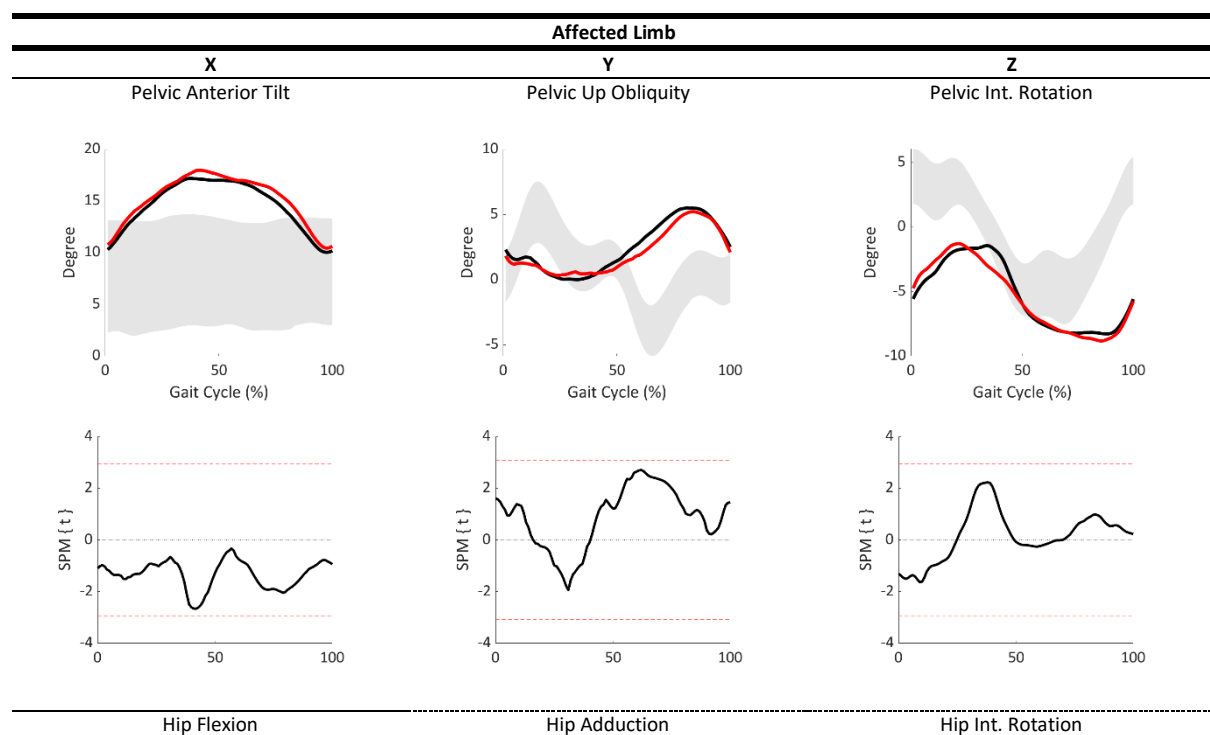 Affected Limb
X Y Z
Pelvic Anterior Tilt Pelvic Up Obliquity Pelvic Int. Rotation
20
15
10
5
0
Degree
0 50 100
Gait Cycle (%)
10
5
0
-5
Degree
0 50 100
Gait Cycle (%)
5
0
-5
-10
Degree
0 50 100
Gait Cycle (%)
4
2
0
-2
-4
SPM { t }
0 50 100
4
2
0
-2
-4
SPM { t }
0 50 100
4
2
0
-2
-4
SPM { t }
0 50 100
Hip Flexion Hip Adduction Hip Int. Rotation